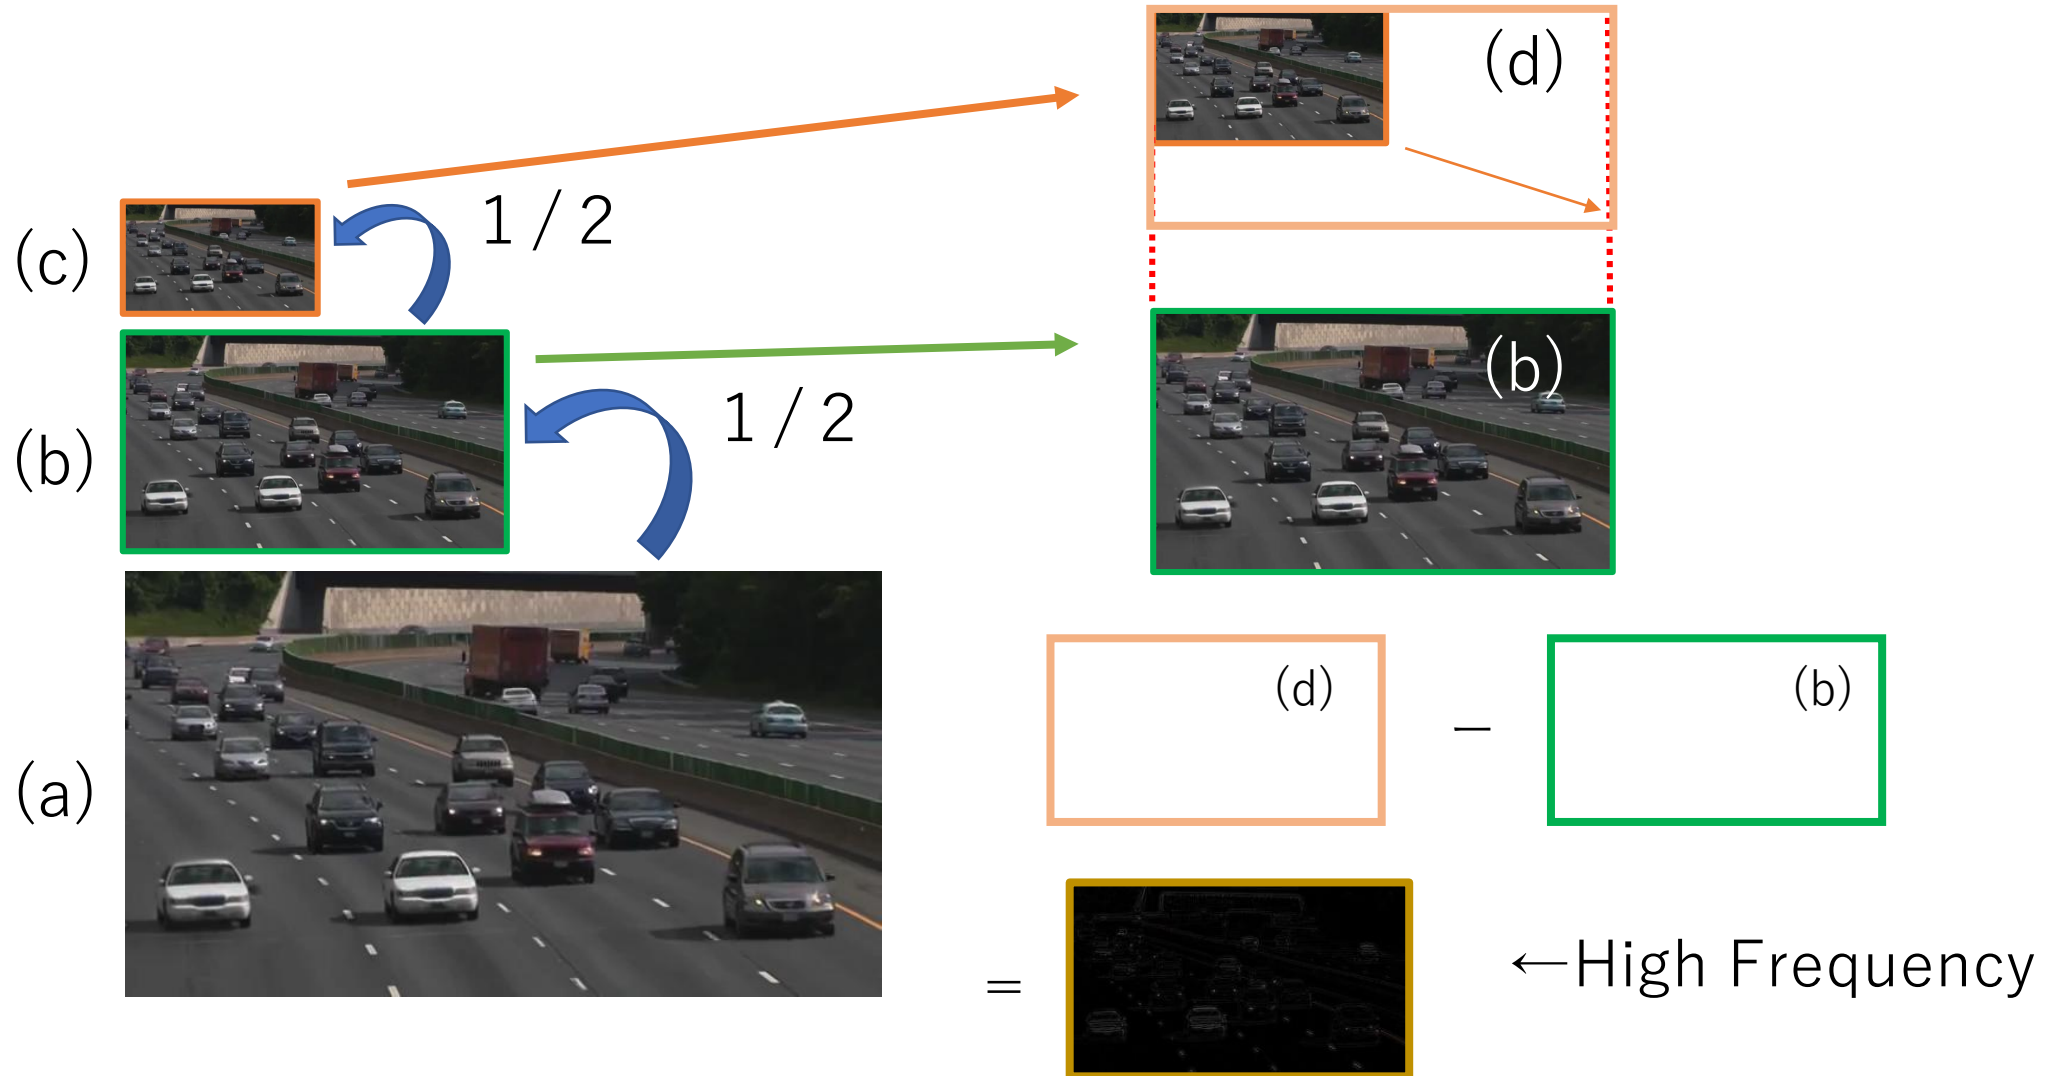 (d)
1 / 2
(c)
(b)
1 / 2
(b)
(d)
−
(b)
(a)
=
←High Frequency